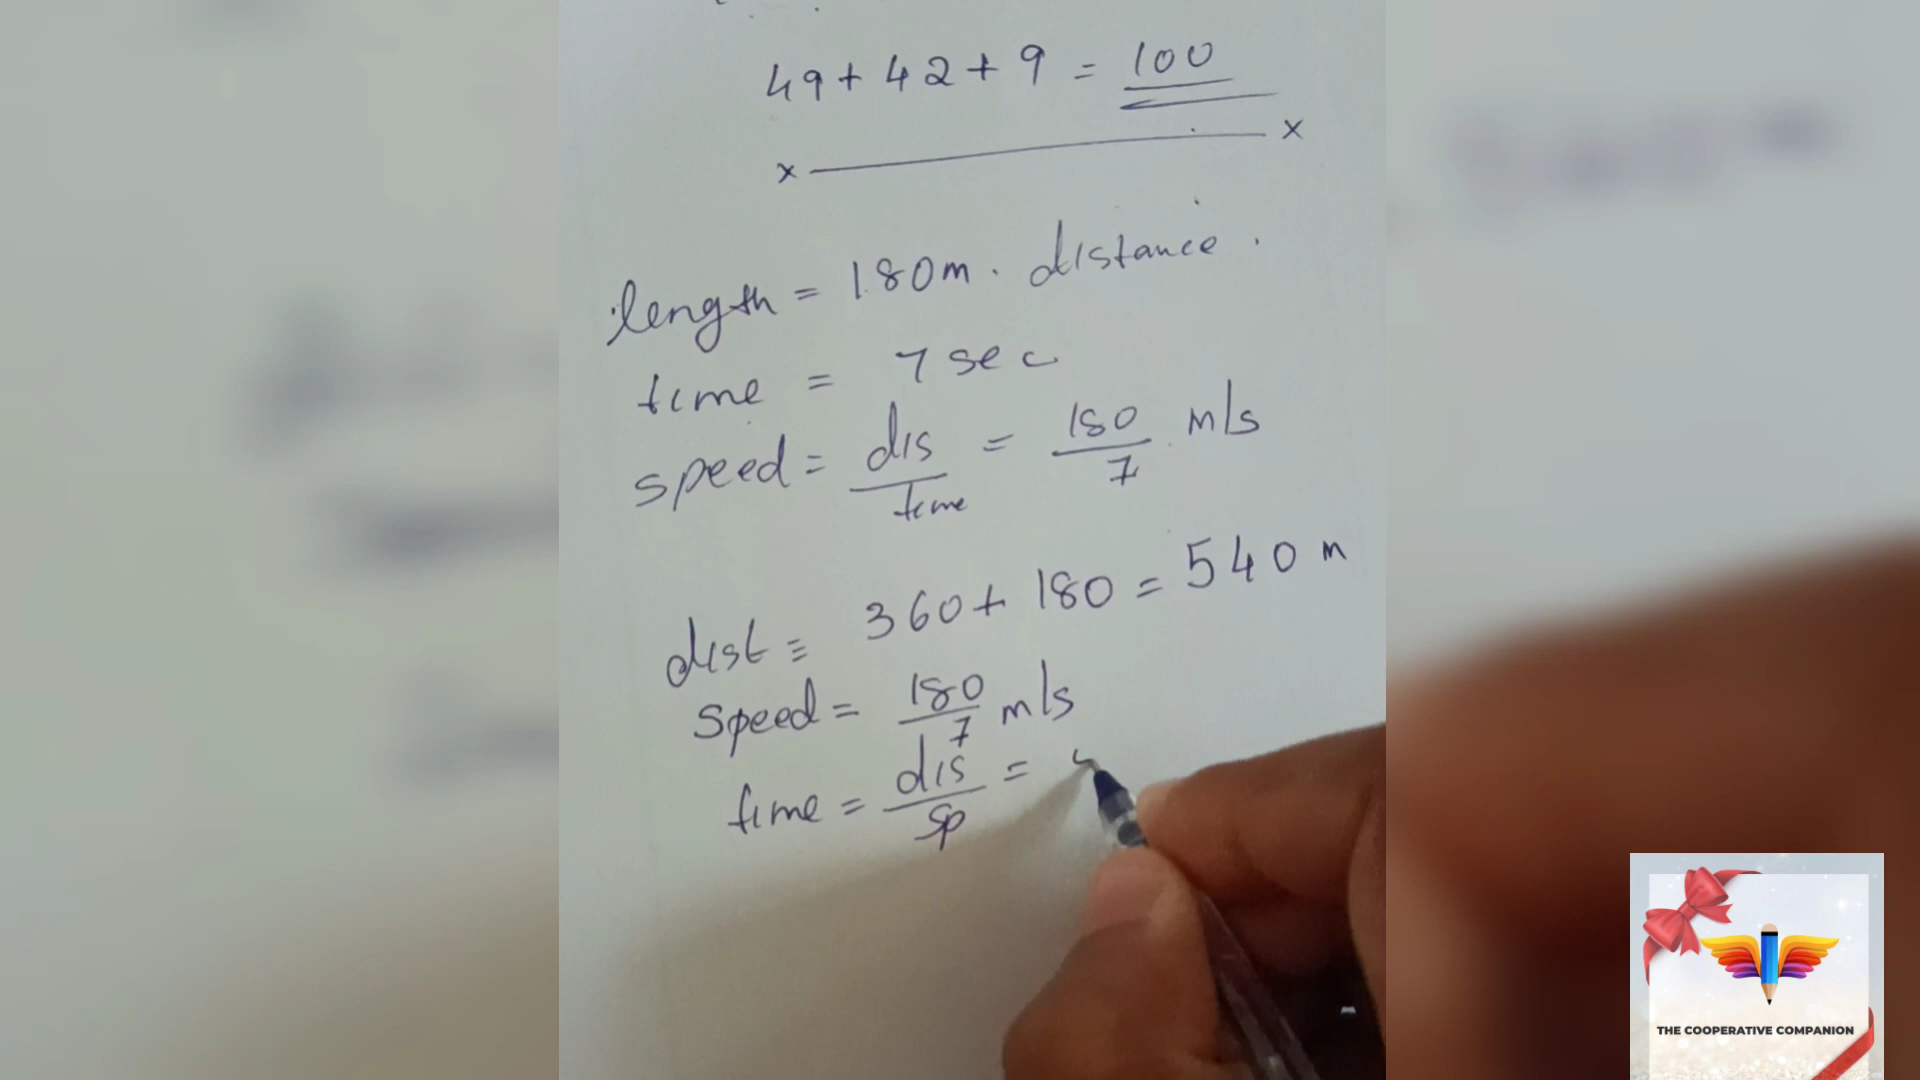 49 + 42 + 9 = 100
x x
length = 180m . distance .
time = 7 sec
speed = dis/time = 180/7 m/s
dist = 360 + 180 = 540 m
speed = 180/7 m/s
time = dis/sp =
THE COOPERATIVE COMPANION